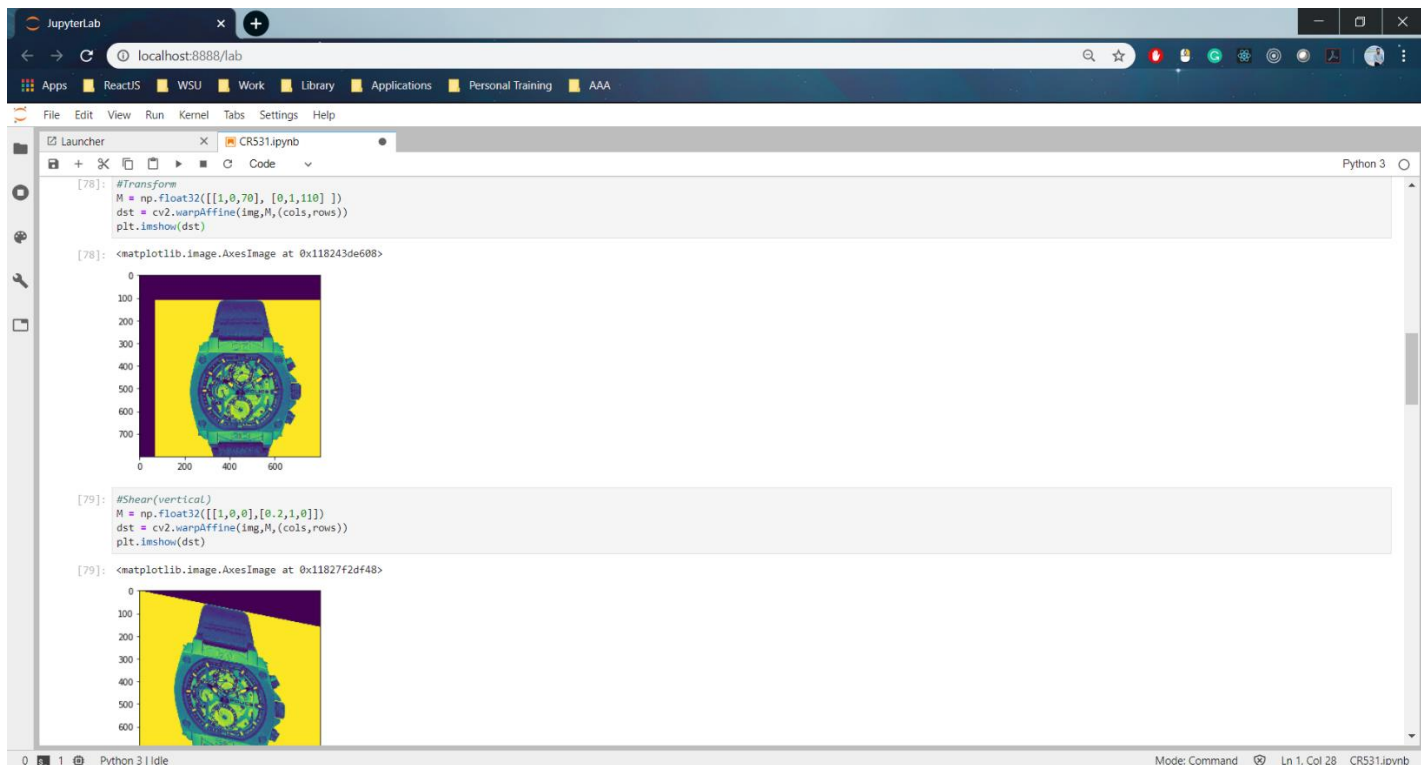 JupyterLab
localhost:8888/lab
Apps ReactJS WSU Work Library Applications Personal Training AAA
File Edit View Run Kernel Tabs Settings Help
Launcher CR531.ipynb
Code Python 3
[78]: #Transform
M = np.float32([[1,0,70], [0,1,110] ])
dst = cv2.warpAffine(img,M,(cols,rows))
plt.imshow(dst)
[78]: <matplotlib.image.AxesImage at 0x118243de608>
0
100
200
300
400
500
600
700
0 200 400 600
[79]: #Shear(vertical)
M = np.float32([[1,0,0],[0.2,1,0]])
dst = cv2.warpAffine(img,M,(cols,rows))
plt.imshow(dst)
[79]: <matplotlib.image.AxesImage at 0x11827f2df48>
0
100
200
300
400
500
600
0 1 Python 3 | Idle Mode: Command Ln 1, Col 28 CR531.ipynb